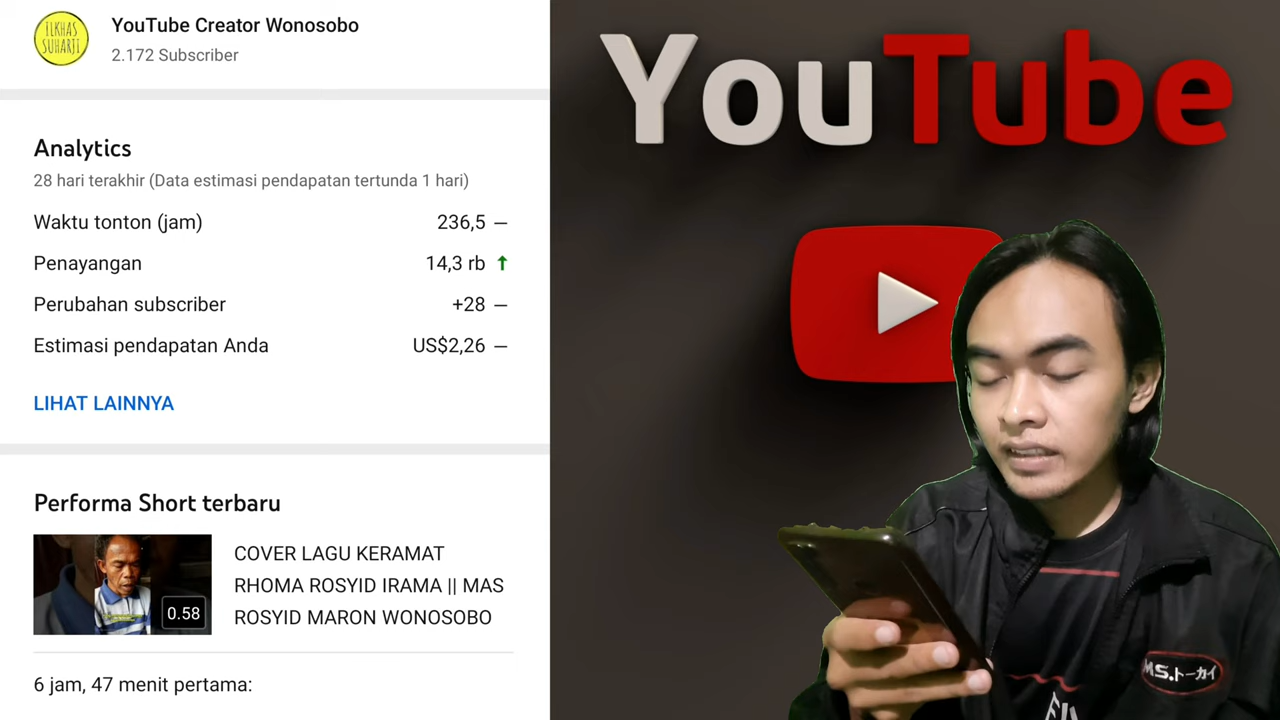 ILKHAS
SUHARJI
YouTube Creator Wonosobo
2.172 Subscriber
Analytics
28 hari terakhir (Data estimasi pendapatan tertunda 1 hari)
Waktu tonton (jam) 236,5 —
Penayangan 14,3 rb ↑
Perubahan subscriber +28 —
Estimasi pendapatan Anda US$2,26 —
LIHAT LAINNYA
Performa Short terbaru
0.58
COVER LAGU KERAMAT
RHOMA ROSYID IRAMA || MAS
ROSYID MARON WONOSOBO
6 jam, 47 menit pertama:
YouTube
MS.トーカイ